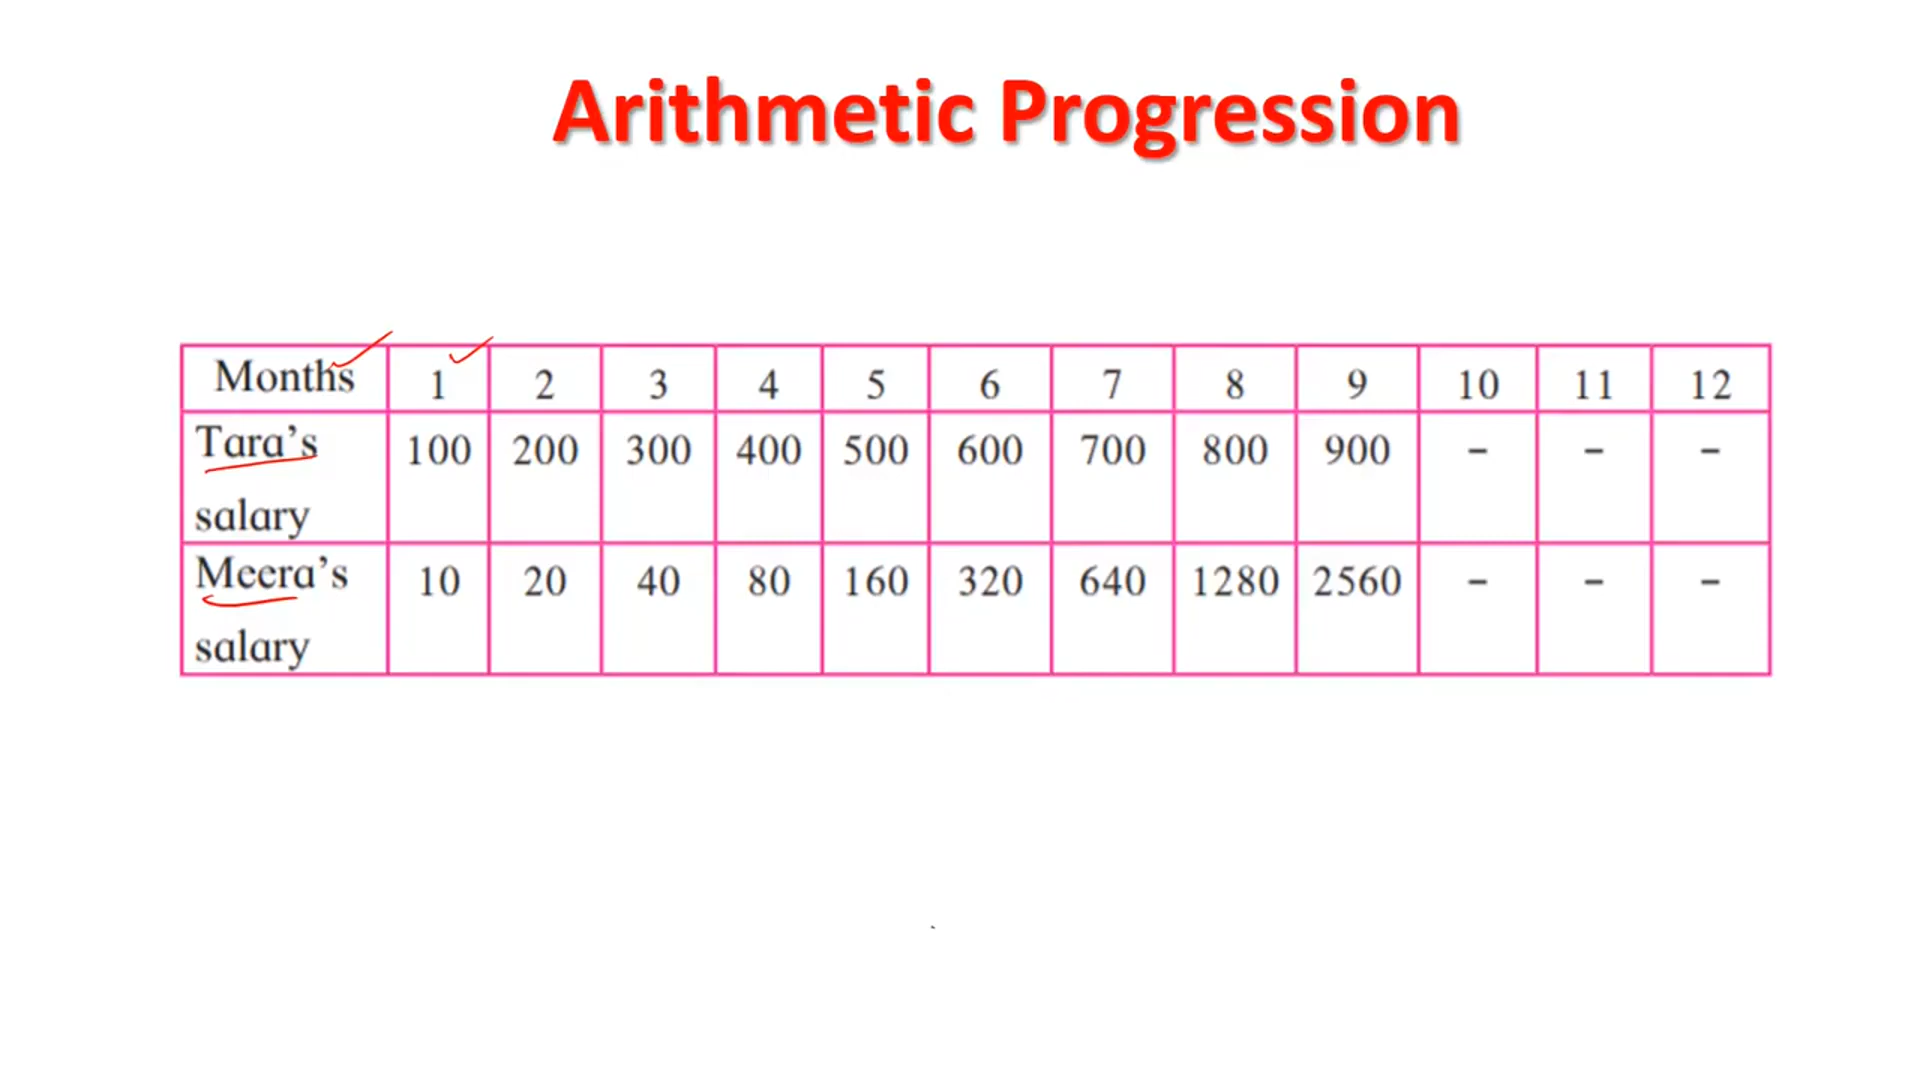 Arithmetic Progression
Months 1 2 3 4 5 6 7 8 9 10 11 12
Tara’s 100 200 300 400 500 600 700 800 900 – – –
salary
Meera’s 10 20 40 80 160 320 640 1280 2560 – – –
salary